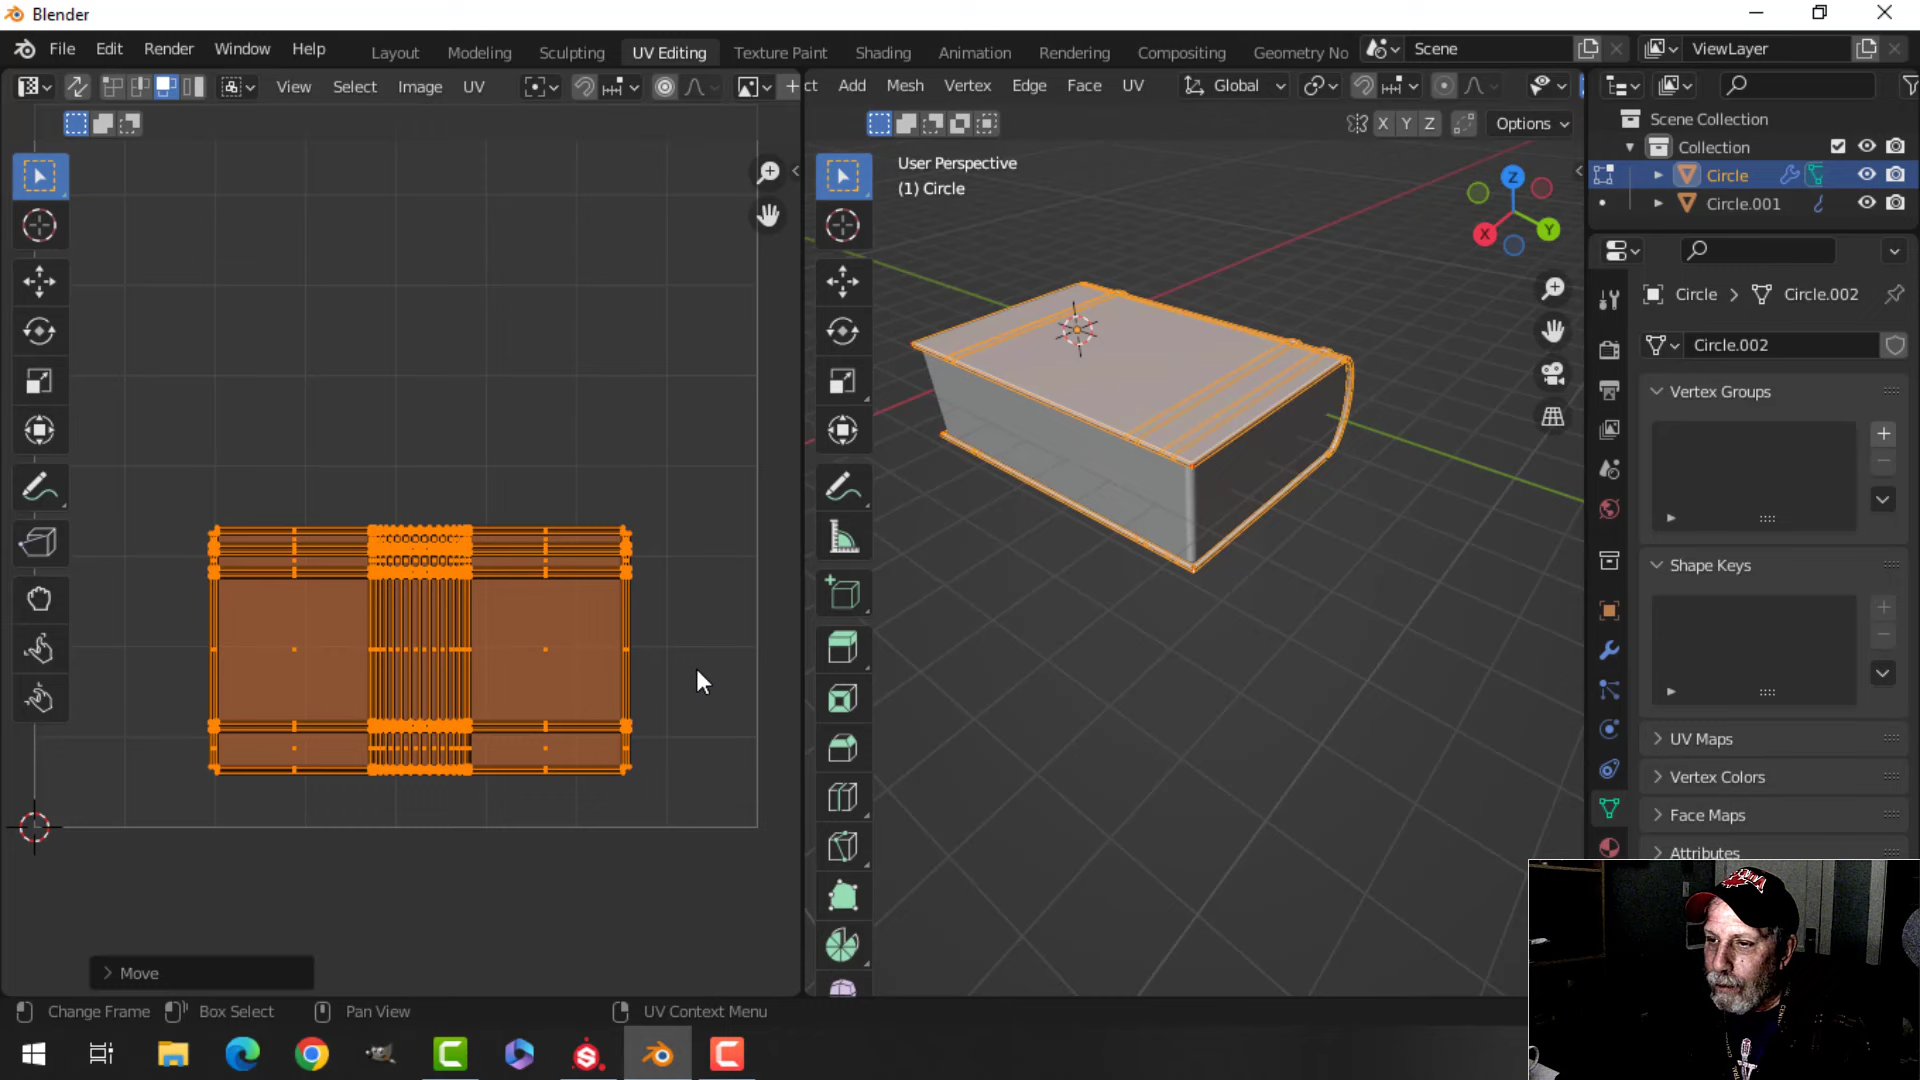 Blender
File Edit Render Window Help
Layout Modeling Sculpting UV Editing Texture Paint Shading Animation Rendering Compositing Geometry No
Scene
ViewLayer
View Select Image UV
ct Add Mesh Vertex Edge Face UV
Global
X Y Z
Options
User Perspective
(1) Circle
Z
X
Y
Scene Collection
Collection
Circle
Circle.001
Circle > Circle.002
Circle.002
Vertex Groups
Shape Keys
UV Maps
Vertex Colors
Face Maps
Attributes
> Move
Change Frame Box Select Pan View UV Context Menu